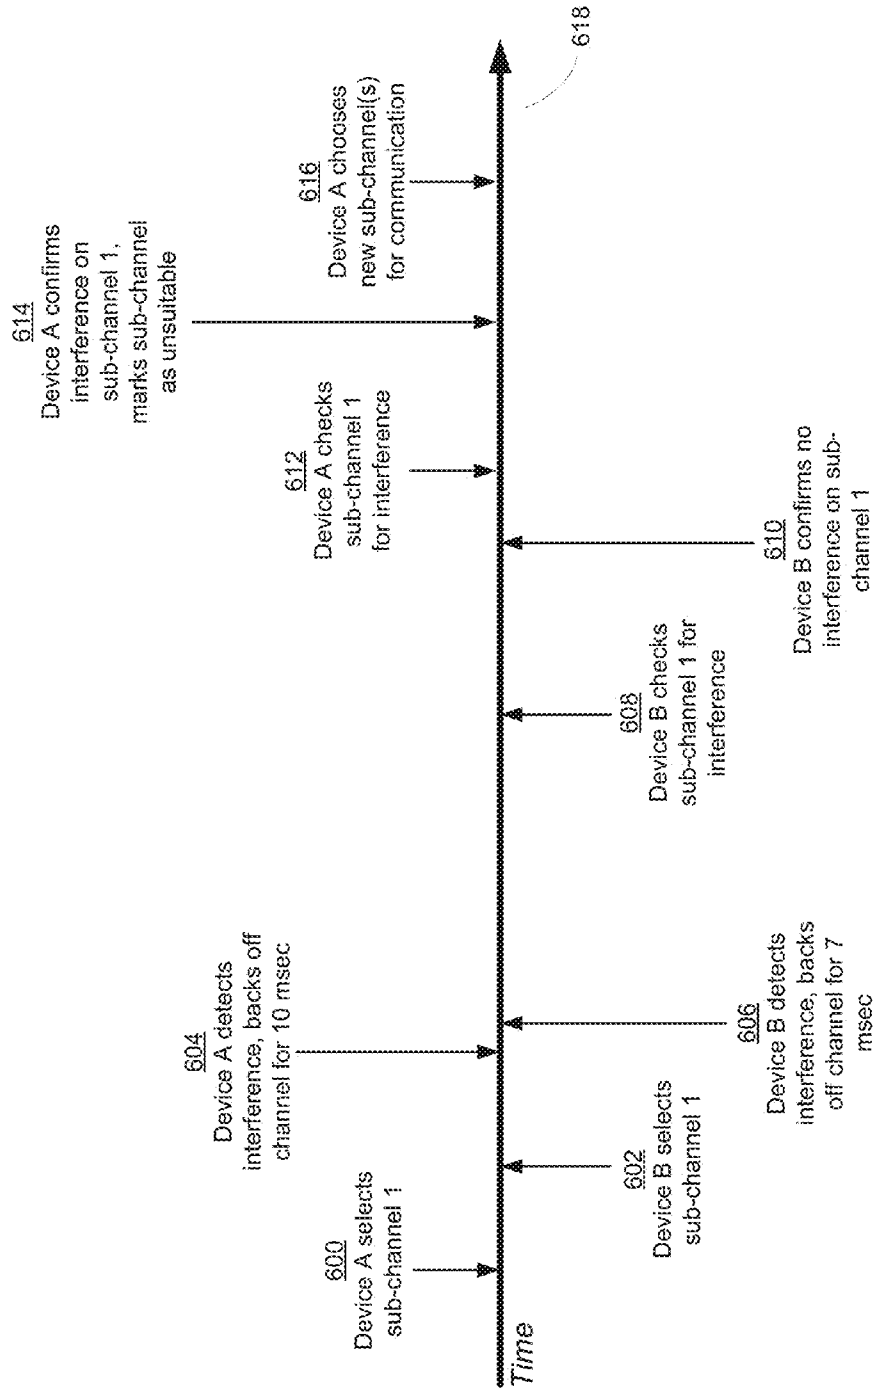 600
Device A selects
sub-channel 1
602
Device B selects
sub-channel 1
604
Device A detects
interference, backs off
channel for 10 msec
606
Device B detects
interference, backs
off channel for 7
msec
608
Device B checks
sub-channel 1 for
interference
610
Device B confirms no
interference on sub-
channel 1
612
Device A checks
sub-channel 1
for interference
614
Device A confirms
interference on
sub-channel 1,
marks sub-channel
as unsuitable
616
Device A chooses
new sub-channel(s)
for communication
618
Time